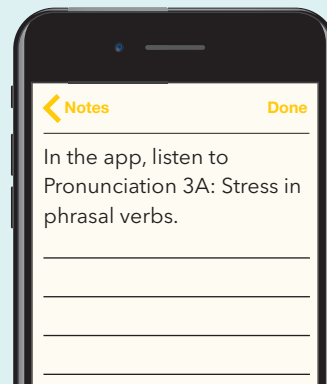 Notes Done
In the app, listen to
Pronunciation 3A: Stress in
phrasal verbs.